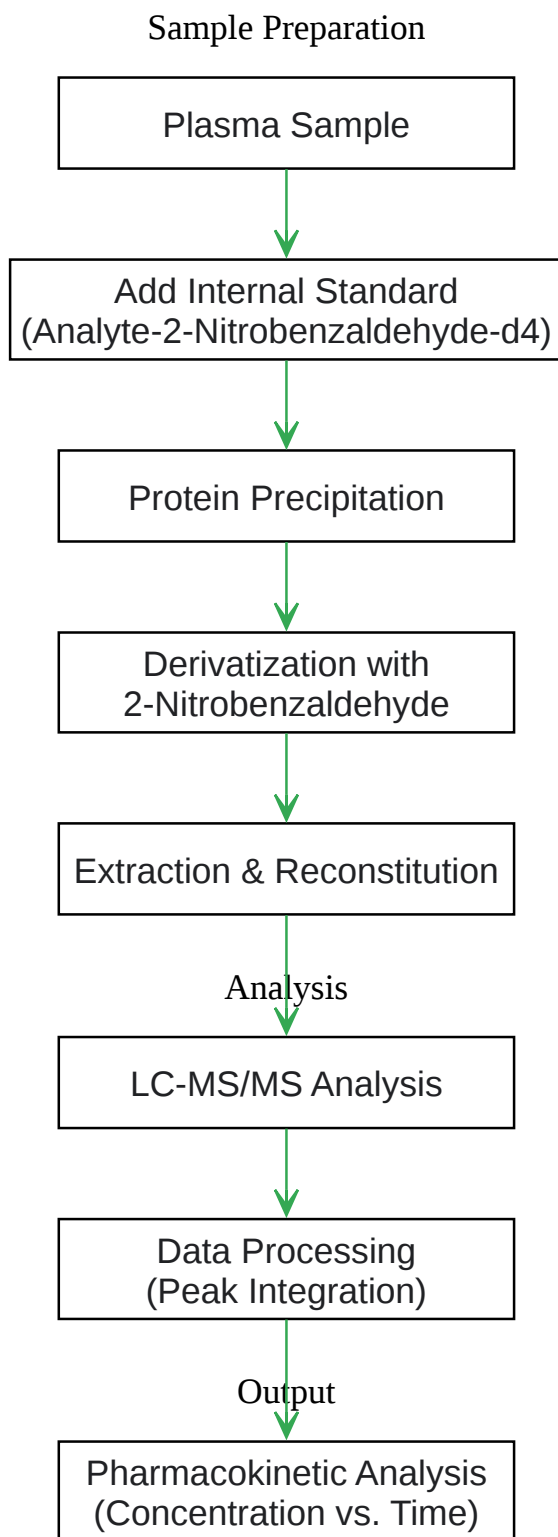 Sample Preparation
Plasma Sample
Add Internal Standard
(Analyte-2-Nitrobenzaldehyde-d4)
Protein Precipitation
Derivatization with
2-Nitrobenzaldehyde
Extraction & Reconstitution
Analysis
LC-MS/MS Analysis
Data Processing
(Peak Integration)
Output
Pharmacokinetic Analysis
(Concentration vs. Time)